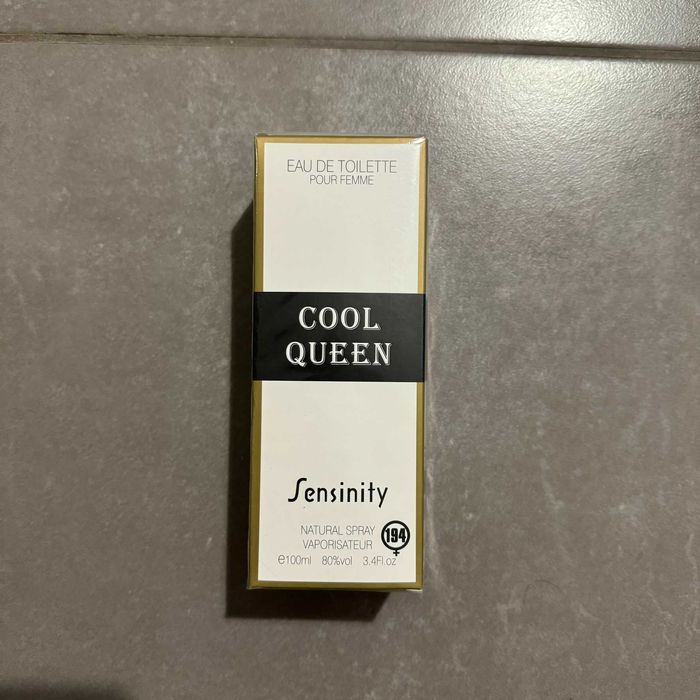 EAU DE TOILETTE
POUR FEMME
COOL
QUEEN
Sensinity
NATURAL SPRAY
VAPORISATEUR
194
℮100ml 80%vol 3.4Fl.oz